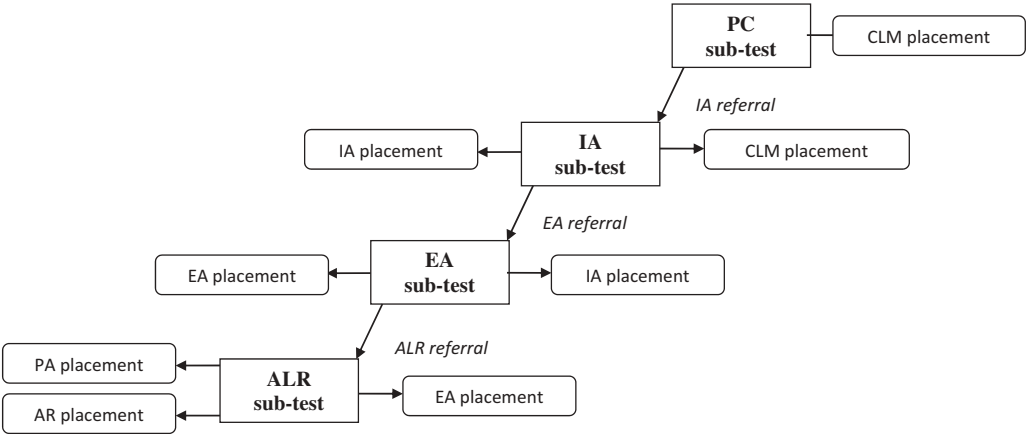 PC
sub-test
CLM placement
IA referral
IA placement
IA
sub-test
CLM placement
EA referral
EA placement
EA
sub-test
IA placement
ALR referral
PA placement
AR placement
ALR
sub-test
EA placement